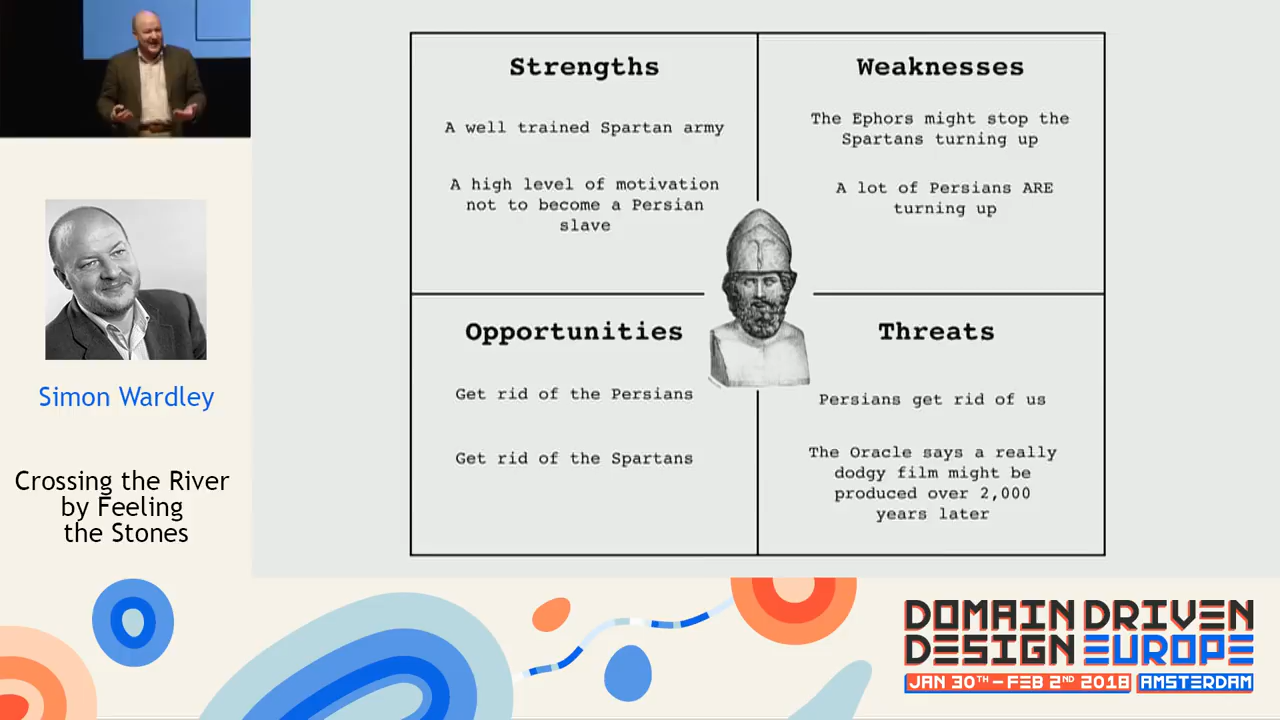 Simon Wardley
Crossing the River
by Feeling
the Stones
Strengths
A well trained Spartan army
A high level of motivation
not to become a Persian
slave
Weaknesses
The Ephors might stop the
Spartans turning up
A lot of Persians ARE
turning up
Opportunities
Get rid of the Persians
Get rid of the Spartans
Threats
Persians get rid of us
The Oracle says a really
dodgy film might be
produced over 2,000
years later
DOMAIN DRIVEN
DESIGN EUROPE
JAN 30TH - FEB 2ND 2018 AMSTERDAM